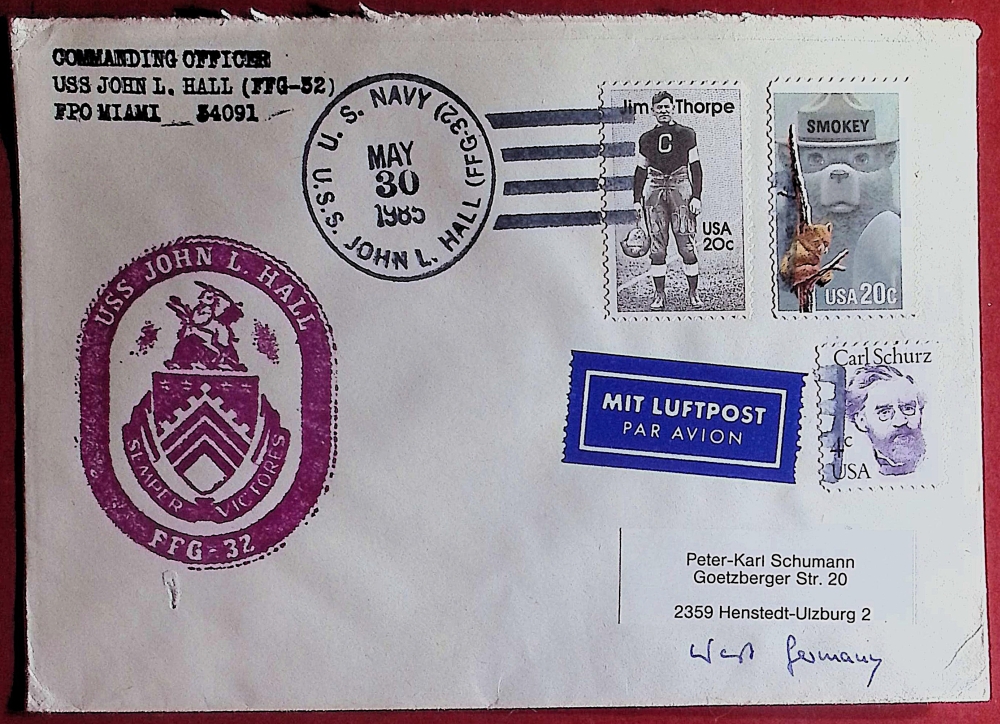 COMMANDING OFFICER
USS JOHN L. HALL (FFG-32)
FPO MIAMI 34091
U. S. NAVY
U.S.S. JOHN L. HALL (FFG-32)
MAY
30
1985
Jim Thorpe
C
USA
20c
SMOKEY
USA 20c
USS JOHN L. HALL
SEMPER VICTORES
FFG-32
MIT LUFTPOST
PAR AVION
Carl Schurz
4c
USA
Peter-Karl Schumann
Goetzberger Str. 20
2359 Henstedt-Ulzburg 2
West Germany